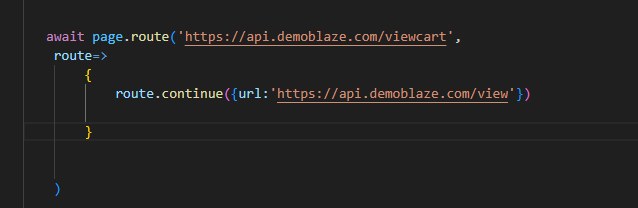 await page.route('https://api.demoblaze.com/viewcart',
route=>
{
route.continue({url:'https://api.demoblaze.com/view'})
}
)